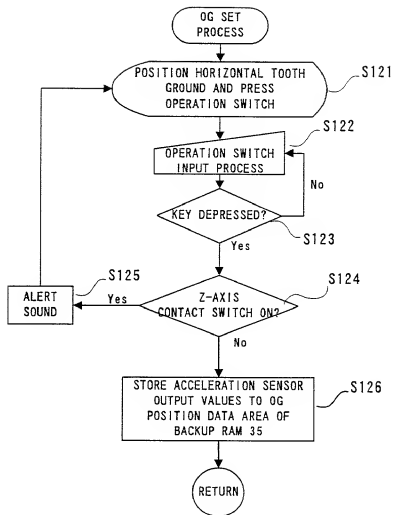 OG SET
PROCESS
POSITION HORIZONTAL TOOTH
GROUND AND PRESS
OPERATION SWITCH
S121
S122
OPERATION SWITCH
INPUT PROCESS
No
KEY DEPRESSED?
S123
Yes
S125
S124
ALERT
SOUND
Yes
Z-AXIS
CONTACT SWITCH ON?
No
STORE ACCELERATION SENSOR
OUTPUT VALUES TO OG
POSITION DATA AREA OF
BACKUP RAM 35
S126
RETURN